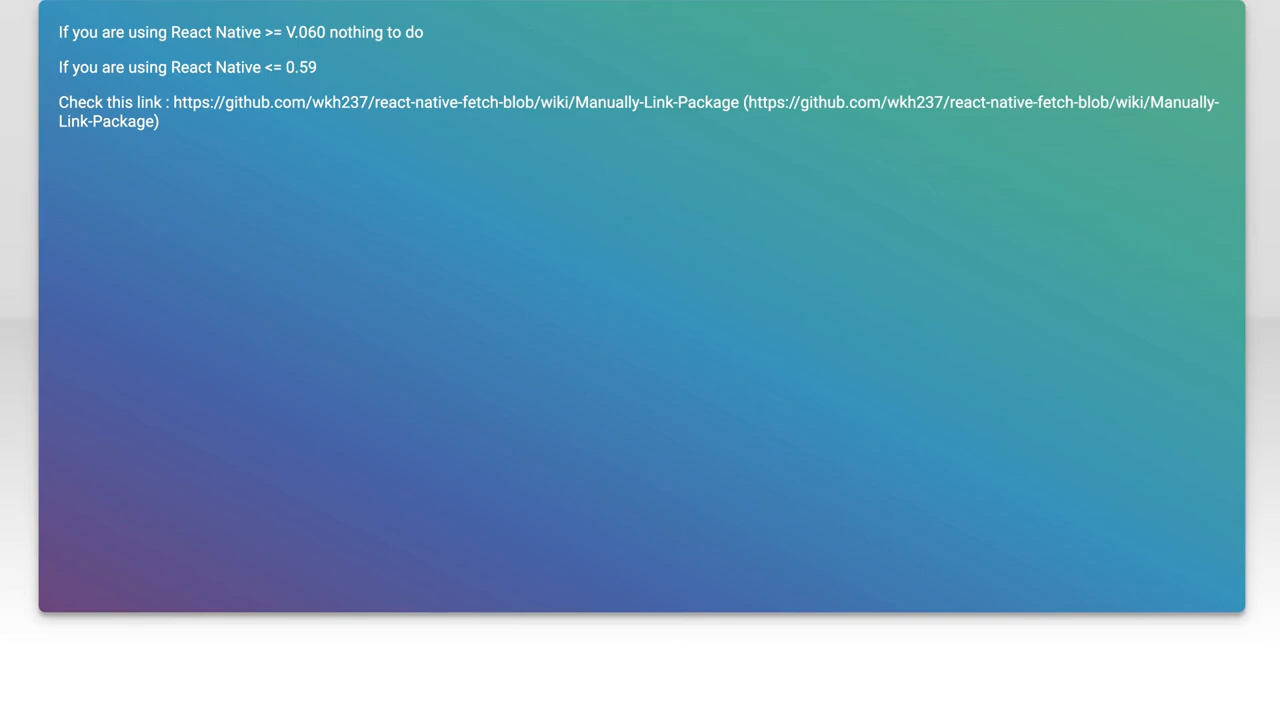 If you are using React Native >= V.060 nothing to do
If you are using React Native <= 0.59
Check this link : https://github.com/wkh237/react-native-fetch-blob/wiki/Manually-Link-Package (https://github.com/wkh237/react-native-fetch-blob/wiki/Manually-
Link-Package)